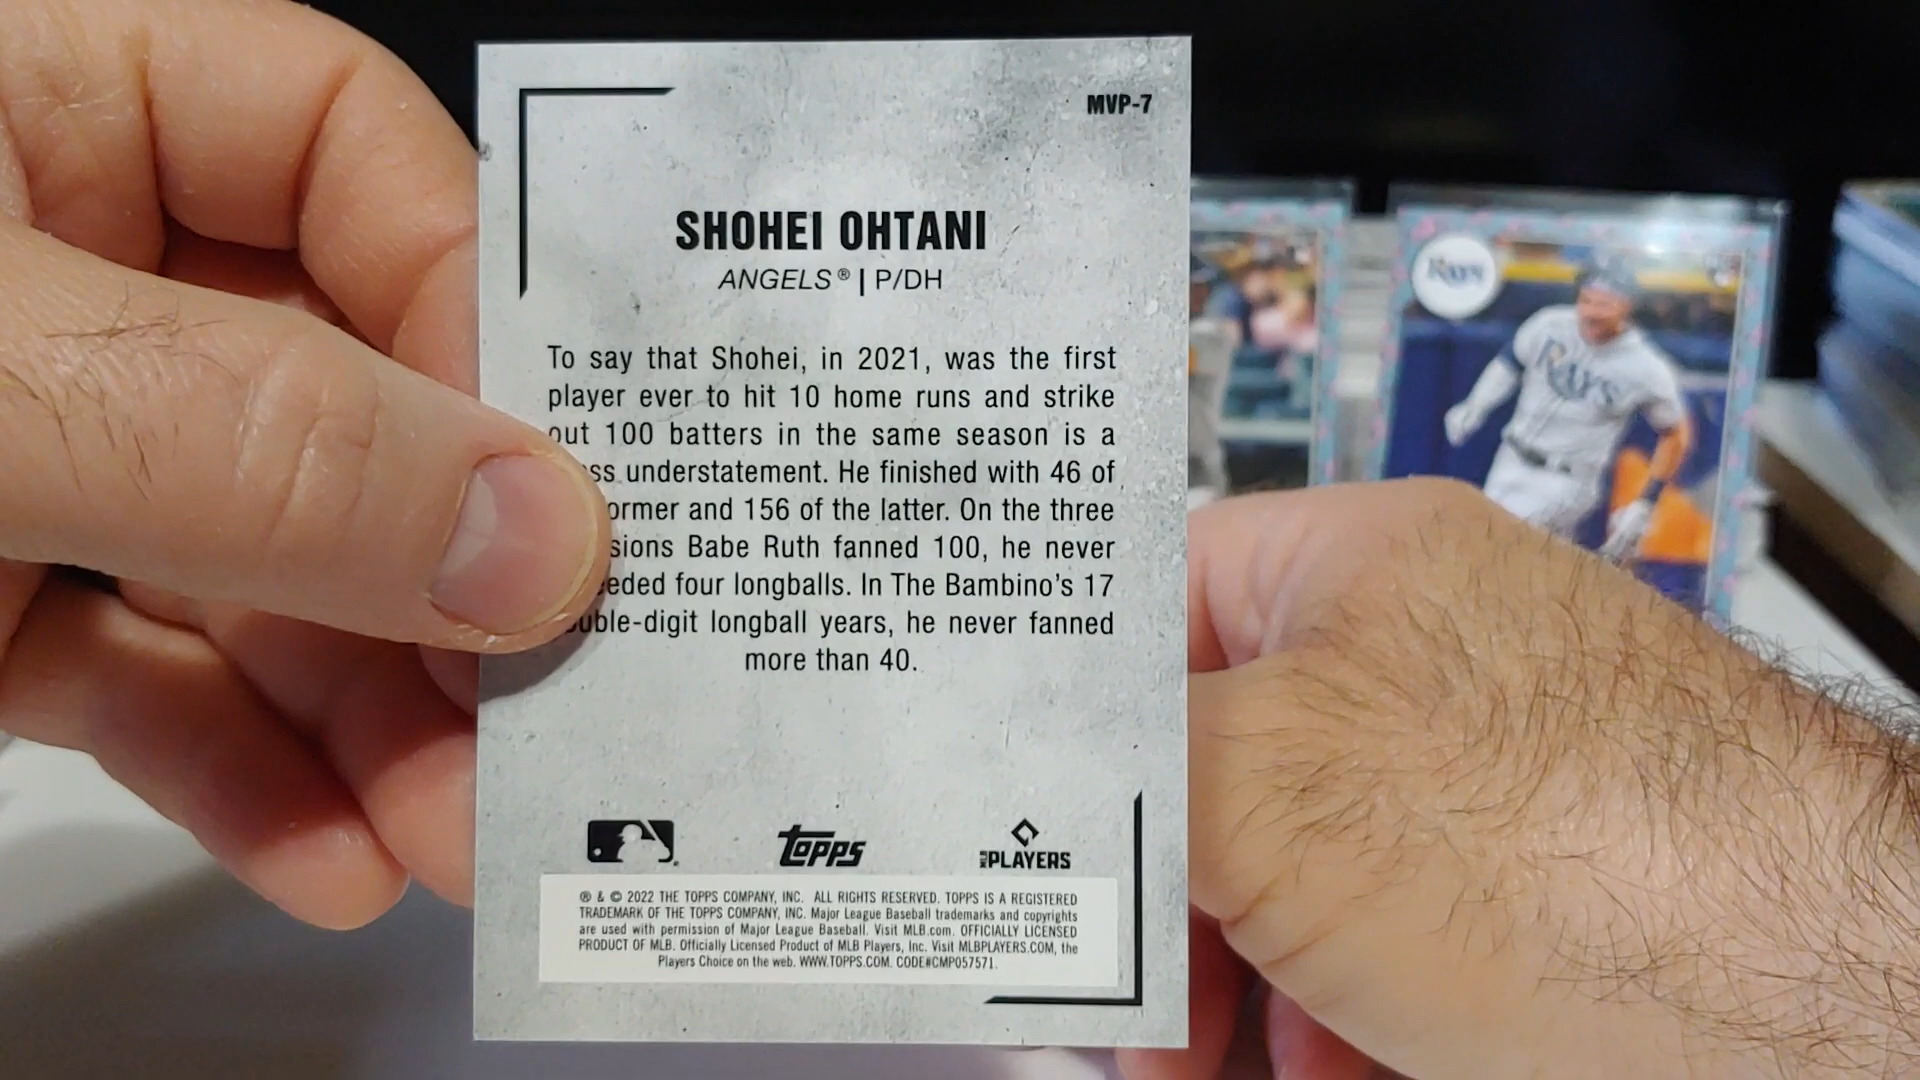 MVP-7
SHOHEI OHTANI
ANGELS® | P/DH
To say that Shohei, in 2021, was the first
player ever to hit 10 home runs and strike
out 100 batters in the same season is a
understatement. He finished with 46 of
and 156 of the latter. On the three
Babe Ruth fanned 100, he never
four longballs. In The Bambino's 17
longball years, he never fanned
more than 40.
Topps
MLB PLAYERS
® & © 2022 THE TOPPS COMPANY, INC. ALL RIGHTS RESERVED. TOPPS IS A REGISTERED
TRADEMARK OF THE TOPPS COMPANY, INC. Major League Baseball trademarks and copyrights
are used with permission of Major League Baseball. Visit MLB.com. OFFICIALLY LICENSED
PRODUCT OF MLB. Officially Licensed Product of MLB Players, Inc. Visit MLBPLAYERS.COM, the
Players Choice on the web. WWW.TOPPS.COM. CODE#CMP057571.
RAYS
RAYS